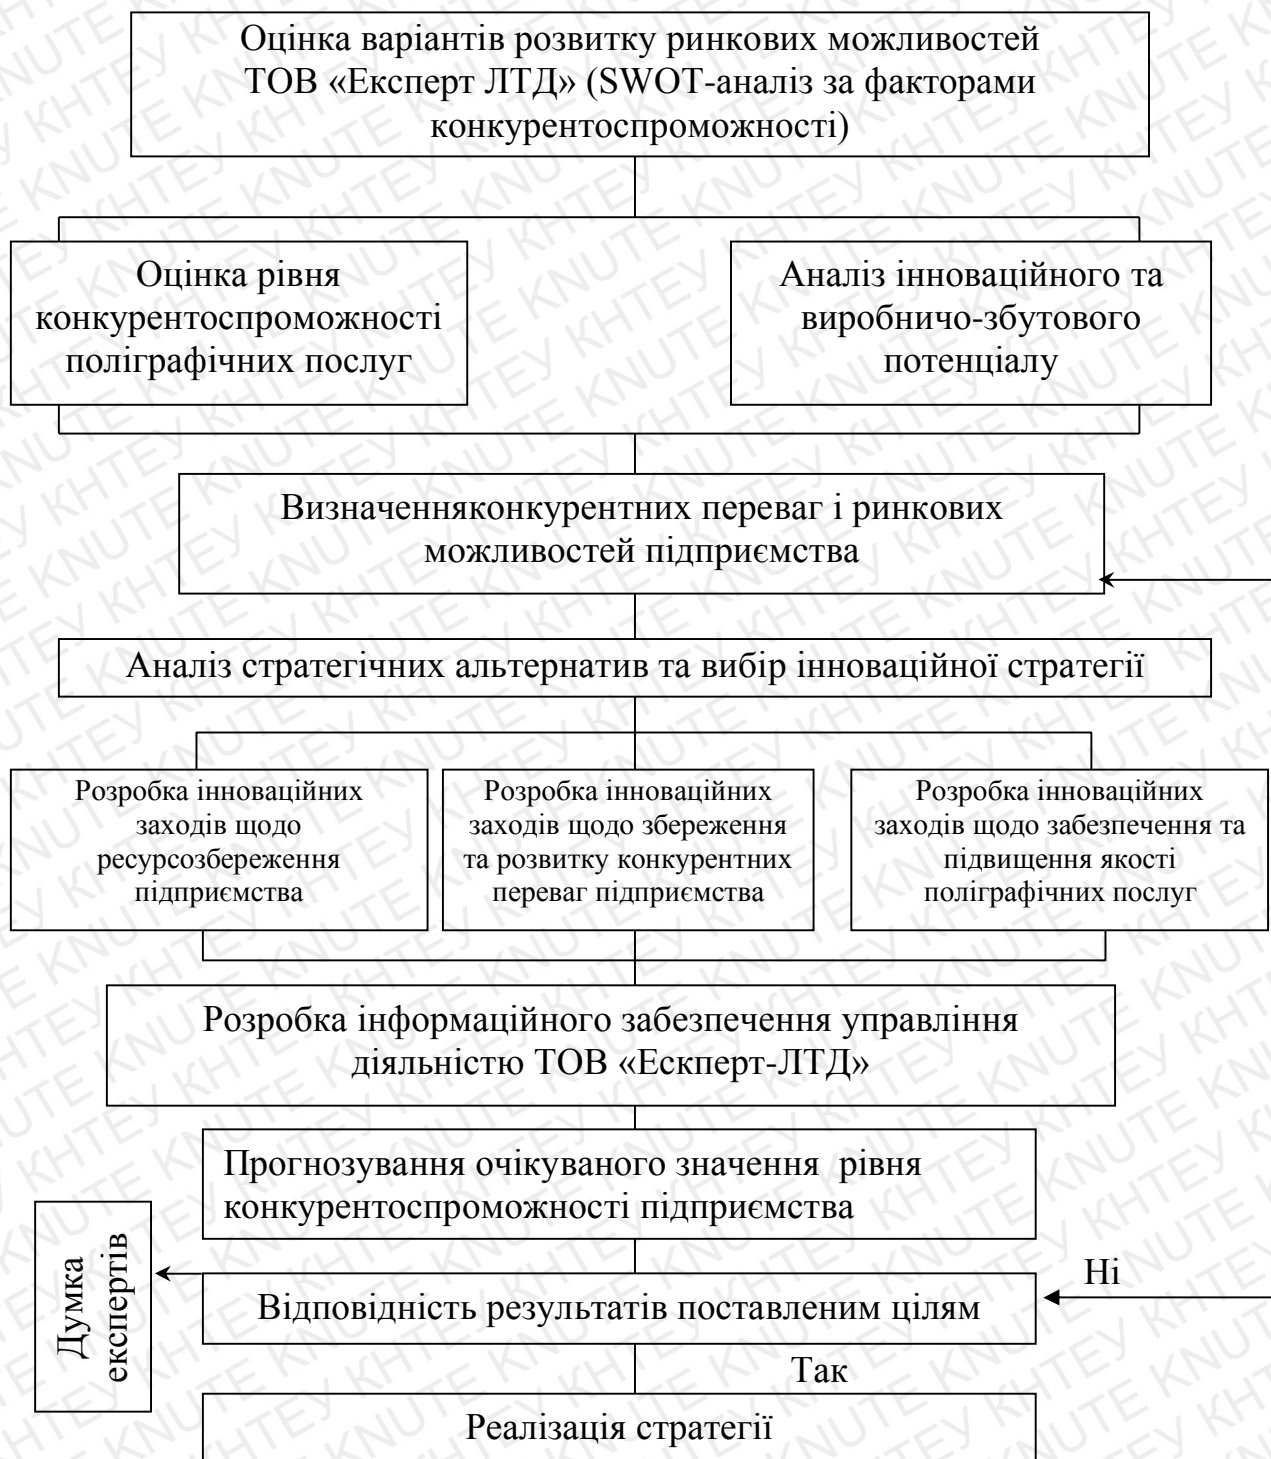 Оцінка варіантів розвитку ринкових можливостей
ТОВ «Експерт ЛТД» (SWOT-аналіз за факторами
конкурентоспроможності)
Оцінка рівня
конкурентоспроможності
поліграфічних послуг
Аналіз інноваційного та
виробничо-збутового
потенціалу
Визначенняконкурентних переваг і ринкових
можливостей підприємства
Аналіз стратегічних альтернатив та вибір інноваційної стратегії
Розробка інноваційних
заходів щодо
ресурсозбереження
підприємства
Розробка інноваційних
заходів щодо збереження
та розвитку конкурентних
переваг підприємства
Розробка інноваційних
заходів щодо забезпечення та
підвищення якості
поліграфічних послуг
Розробка інформаційного забезпечення управління
діяльністю ТОВ «Ескперт-ЛТД»
Прогнозування очікуваного значення рівня
конкурентоспроможності підприємства
Думка
експертів
Відповідність результатів поставленим цілям
Ні
Так
Реалізація стратегії